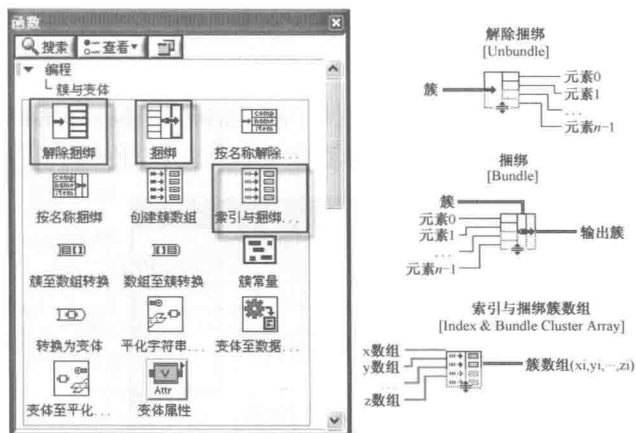 函数
搜索 查看
编程
簇与变体
解除捆绑 捆绑 按名称解除...
按名称捆绑 创建簇数组 索引与捆绑...
簇至数组转换 数组至簇转换 簇常量
转换为变体 平化字符串... 变体至数据...
Attr
变体至平化... 变体属性
解除捆绑
[Unbundle]
簇
元素0
元素1
...
元素n-1
捆绑
[Bundle]
簇
元素0
元素1
...
元素n-1
输出簇
索引与捆绑簇数组
[Index & Bundle Cluster Array]
x数组
y数组
...
z数组
簇数组(xi,yi,…,zi)